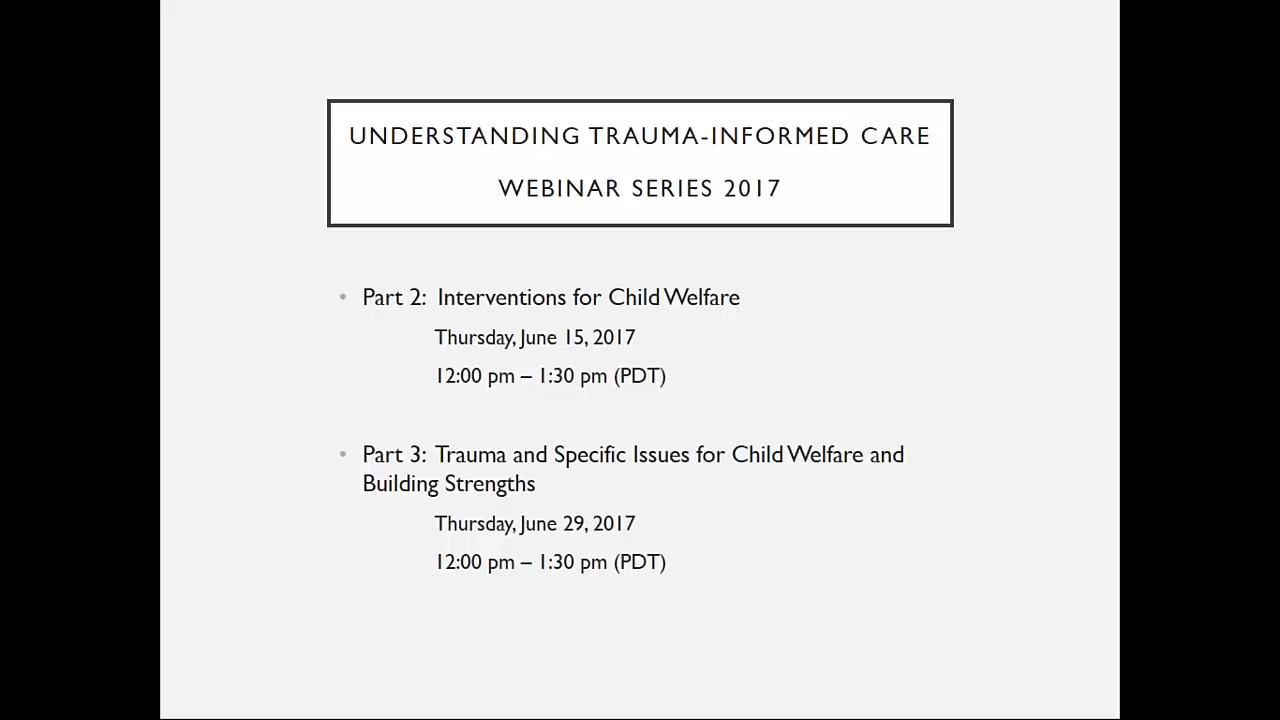 UNDERSTANDING TRAUMA-INFORMED CARE
WEBINAR SERIES 2017
• Part 2: Interventions for Child Welfare
Thursday, June 15, 2017
12:00 pm – 1:30 pm (PDT)
• Part 3: Trauma and Specific Issues for Child Welfare and
Building Strengths
Thursday, June 29, 2017
12:00 pm – 1:30 pm (PDT)